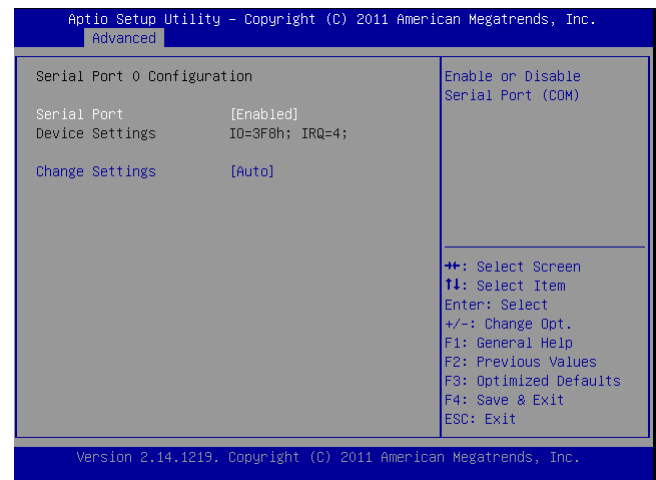 Aptio Setup Utility – Copyright (C) 2011 American Megatrends, Inc.
Advanced
Serial Port 0 Configuration
Serial Port [Enabled]
Device Settings IO=3F8h; IRQ=4;
Change Settings [Auto]
Enable or Disable
Serial Port (COM)
→←: Select Screen
↑↓: Select Item
Enter: Select
+/-: Change Opt.
F1: General Help
F2: Previous Values
F3: Optimized Defaults
F4: Save & Exit
ESC: Exit
Version 2.14.1219. Copyright (C) 2011 American Megatrends, Inc.